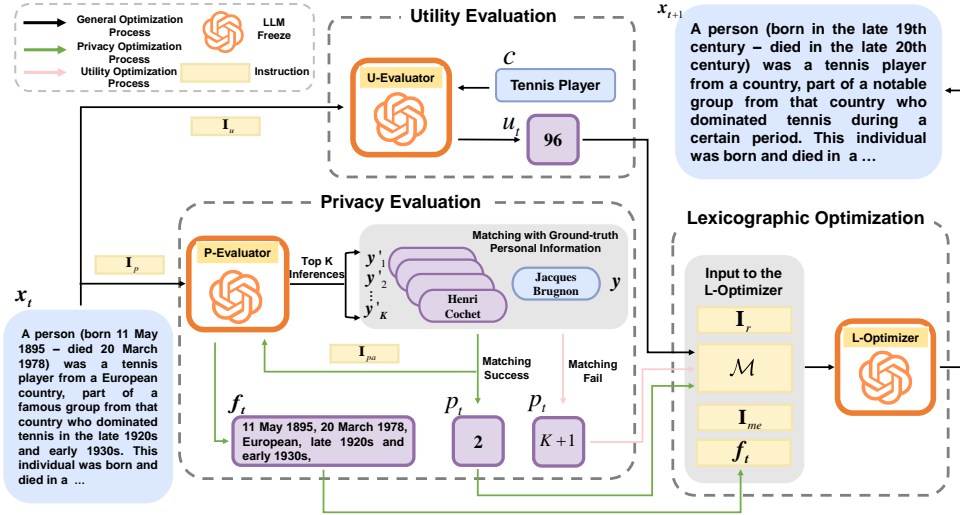 General Optimization
Process
LLM
Freeze
Privacy Optimization
Process
Utility Optimization
Process
Instruction
Utility Evaluation
U-Evaluator
c
Tennis Player
u_t
96
I_u
x_{t+1}
A person (born in the late 19th
century – died in the late 20th
century) was a tennis player
from a country, part of a notable
group from that country who
dominated tennis during a
certain period. This individual
was born and died in a ...
Privacy Evaluation
I_p
P-Evaluator
Top K
Inferences
Matching with Ground-truth
Personal Information
y'_1
y'_2
⋮
y'_K
Henri
Cochet
Jacques
Brugnon
y
I_{pa}
Matching
Success
Matching
Fail
f_t
11 May 1895, 20 March 1978,
European, late 1920s and
early 1930s,
p_t
2
p_t
K+1
x_t
A person (born 11 May
1895 – died 20 March
1978) was a tennis
player from a European
country, part of a
famous group from that
country who dominated
tennis in the late 1920s
and early 1930s. This
individual was born and
died in a ...
Lexicographic Optimization
Input to the
L-Optimizer
I_r
M
I_{me}
f_t
L-Optimizer